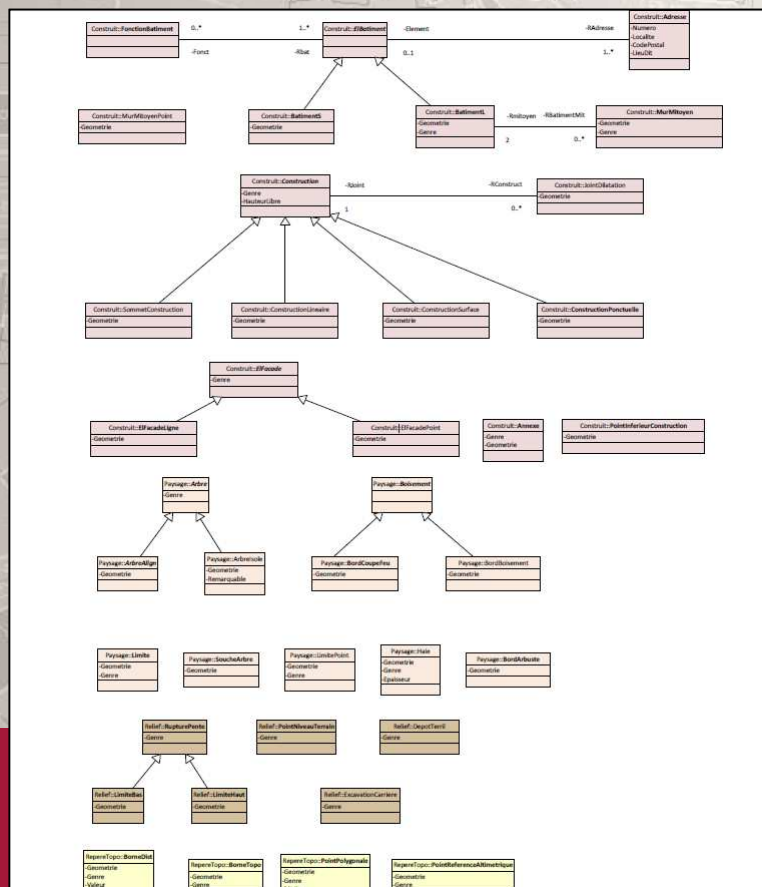 Construit::FonctionBatiment
0..*
1..*
-Fonct
-Rbat
Construit::ElBatiment
-Element
0..1
-RAdresse
1..*
Construit::Adresse
-Numero
-Localite
-CodePostal
-LieuDit
Construit::MurMitoyenPoint
-Geometrie
Construit::BatimentS
-Geometrie
Construit::BatimentL
-Geometrie
-Genre
-Rmitoyen
-RBatimentMit
2
0..*
Construit::MurMitoyen
-Geometrie
-Genre
Construit::Construction
-Genre
-HauteurLibre
-RJoint
-RConstruct
1
0..*
Construit::JointDilatation
-Geometrie
Construit::SommetConstruction
-Geometrie
Construit::ConstructionLineaire
-Geometrie
Construit::ConstructionSurface
-Geometrie
Construit::ConstructionPonctuelle
-Geometrie
Construit::ElFacade
-Genre
Construit::ElFacadeLigne
-Geometrie
Construit::ElFacadePoint
-Geometrie
Construit::Annexe
-Genre
-Geometrie
Construit::PointInferieurConstruction
-Geometrie
Paysage::Arbre
-Genre
Paysage::Boisement
Paysage::ArbreAlign
-Geometrie
Paysage::ArbreIsole
-Geometrie
-Remarquable
Paysage::BordCoupeFeu
-Geometrie
Paysage::BordBoisement
-Geometrie
Paysage::Limite
-Geometrie
-Genre
Paysage::SoucheArbre
-Geometrie
Paysage::LimitePoint
-Geometrie
-Genre
Paysage::Haie
-Geometrie
-Genre
-Epaisseur
Paysage::BordArbuste
-Geometrie
Relief::RupturePente
-Genre
Relief::PointNiveauTerrain
-Genre
Relief::DepotTerril
-Genre
Relief::LimiteBas
-Geometrie
Relief::LimiteHaut
-Geometrie
Relief::ExcavationCarriere
-Genre
RepereTopo::BorneDist
-Geometrie
-Genre
-Valeur
RepereTopo::BorneTopo
-Geometrie
-Genre
RepereTopo::PointPolygonale
-Geometrie
-Genre
RepereTopo::PointReferenceAltimetrique
-Geometrie
-Genre